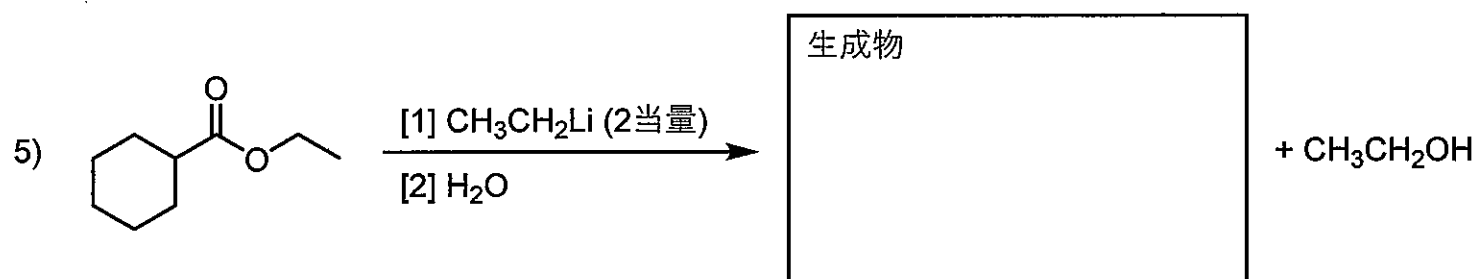 生成物
O
5)
O
[1] CH₃CH₂Li (2当量)
[2] H₂O
+ CH₃CH₂OH